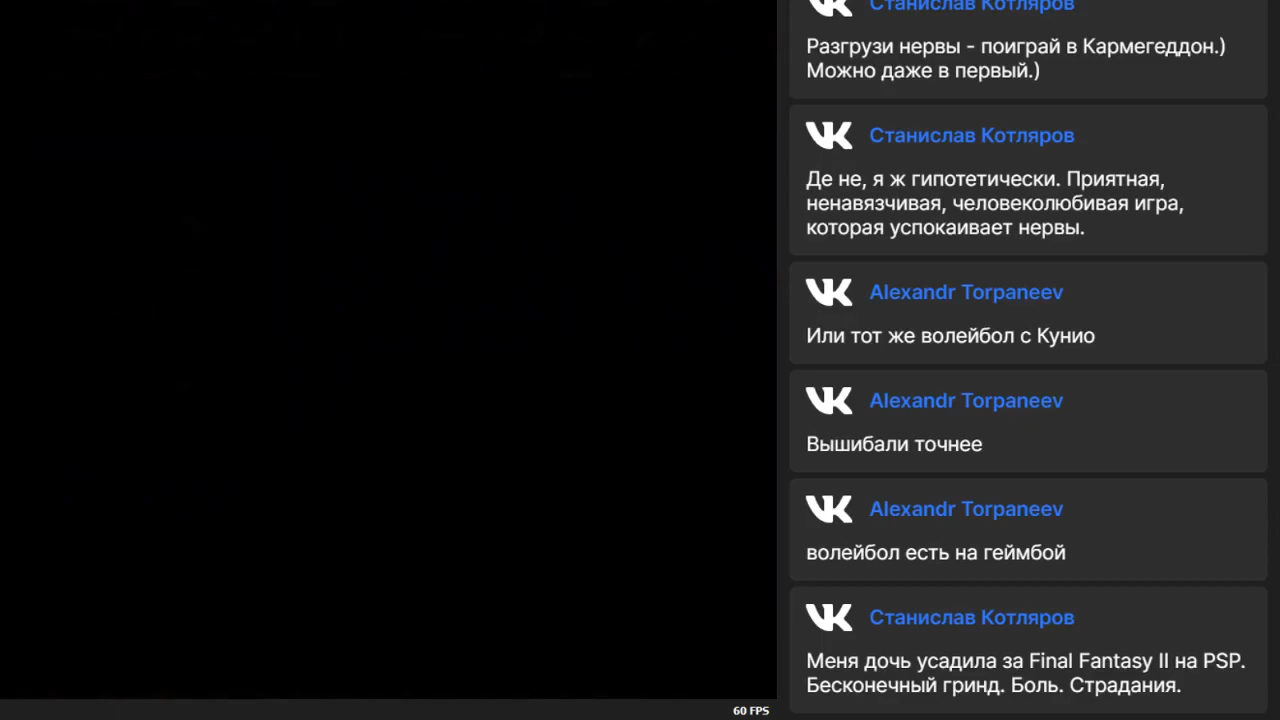 Станислав Котляров
Разгрузи нервы - поиграй в Кармегеддон.)
Можно даже в первый.)
Станислав Котляров
Де не, я ж гипотетически. Приятная,
ненавязчивая, человеколюбивая игра,
которая успокаивает нервы.
Alexandr Torpaneev
Или тот же волейбол с Кунио
Alexandr Torpaneev
Вышибали точнее
Alexandr Torpaneev
волейбол есть на геймбой
Станислав Котляров
Меня дочь усадила за Final Fantasy II на PSP.
Бесконечный гринд. Боль. Страдания.
60 FPS